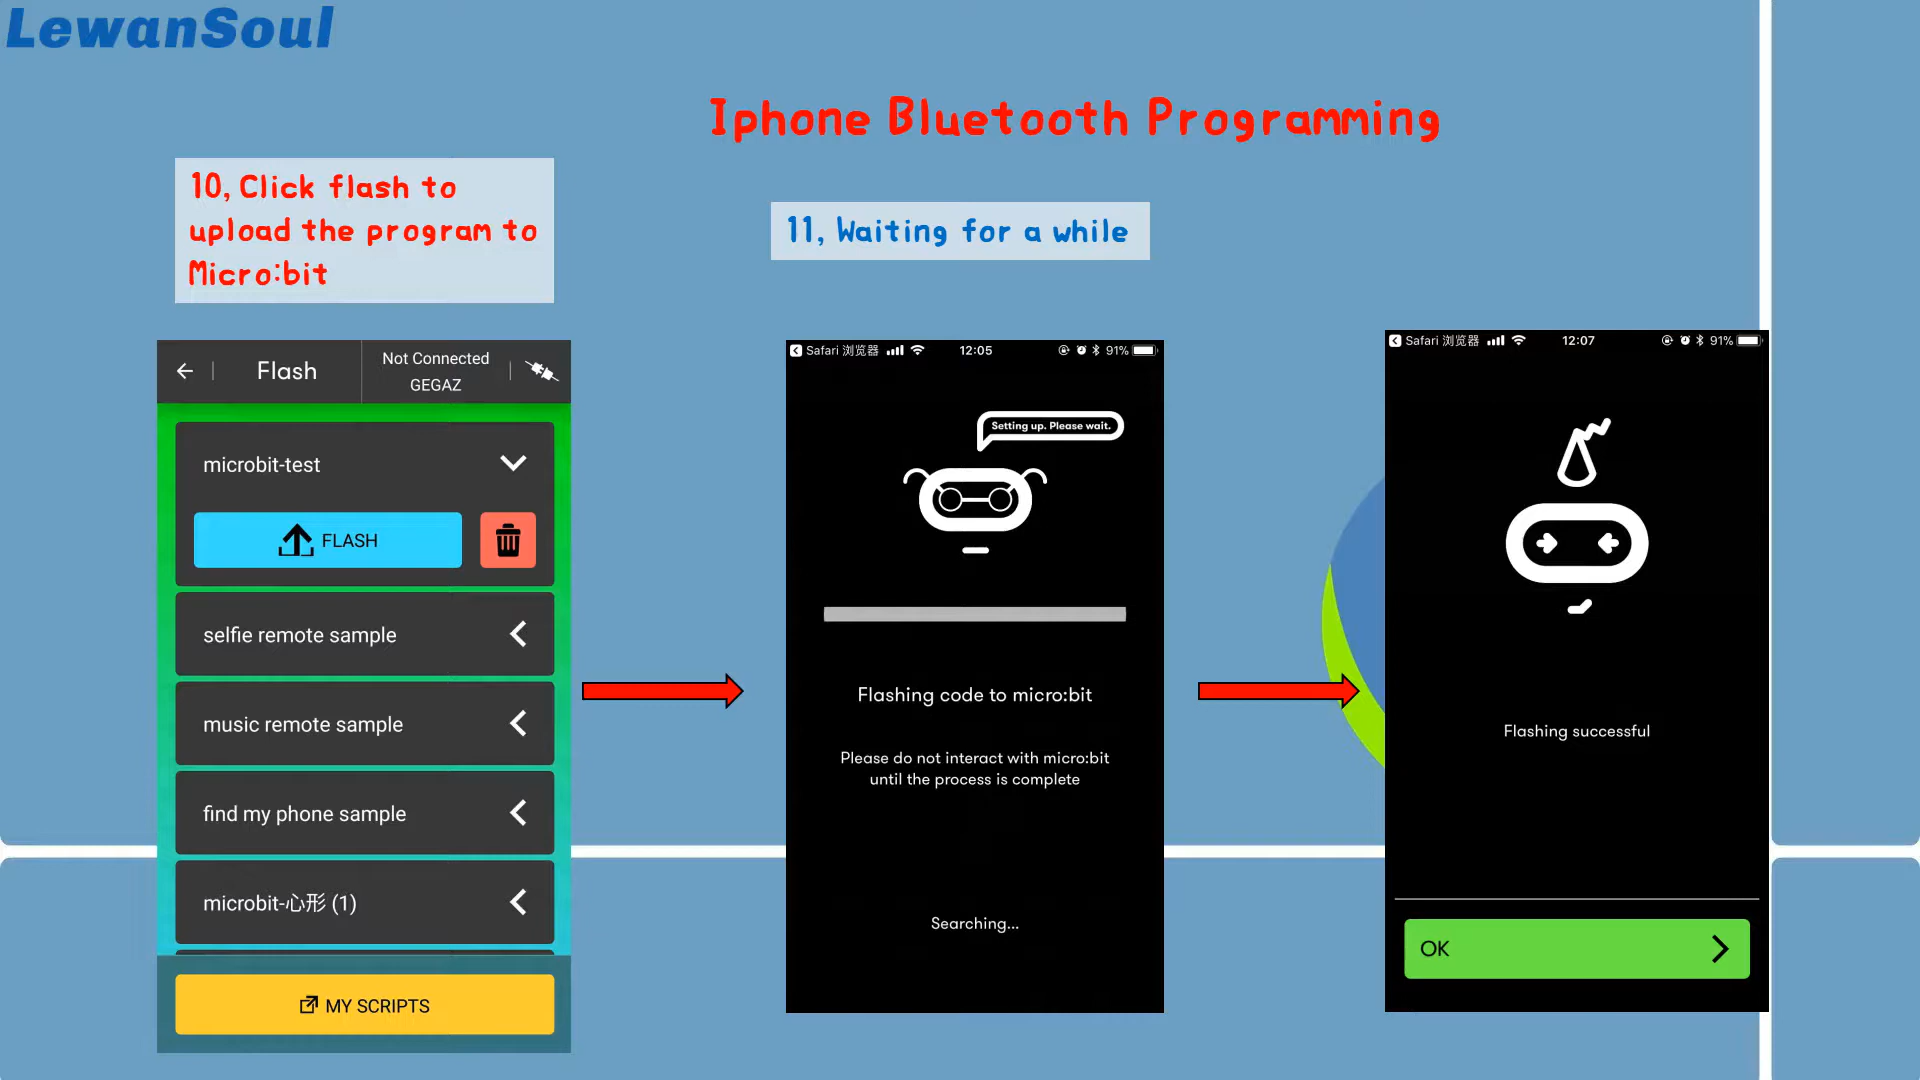 LewanSoul
Iphone Bluetooth Programming
10, Click flash to
upload the program to
Micro:bit
11, Waiting for a while
Flash
Not Connected
GEGAZ
microbit-test
FLASH
selfie remote sample
music remote sample
find my phone sample
microbit-心形 (1)
MY SCRIPTS
Safari 浏览器
12:05
91%
Setting up. Please wait.
Flashing code to micro:bit
Please do not interact with micro:bit
until the process is complete
Searching...
Safari 浏览器
12:07
91%
Flashing successful
OK